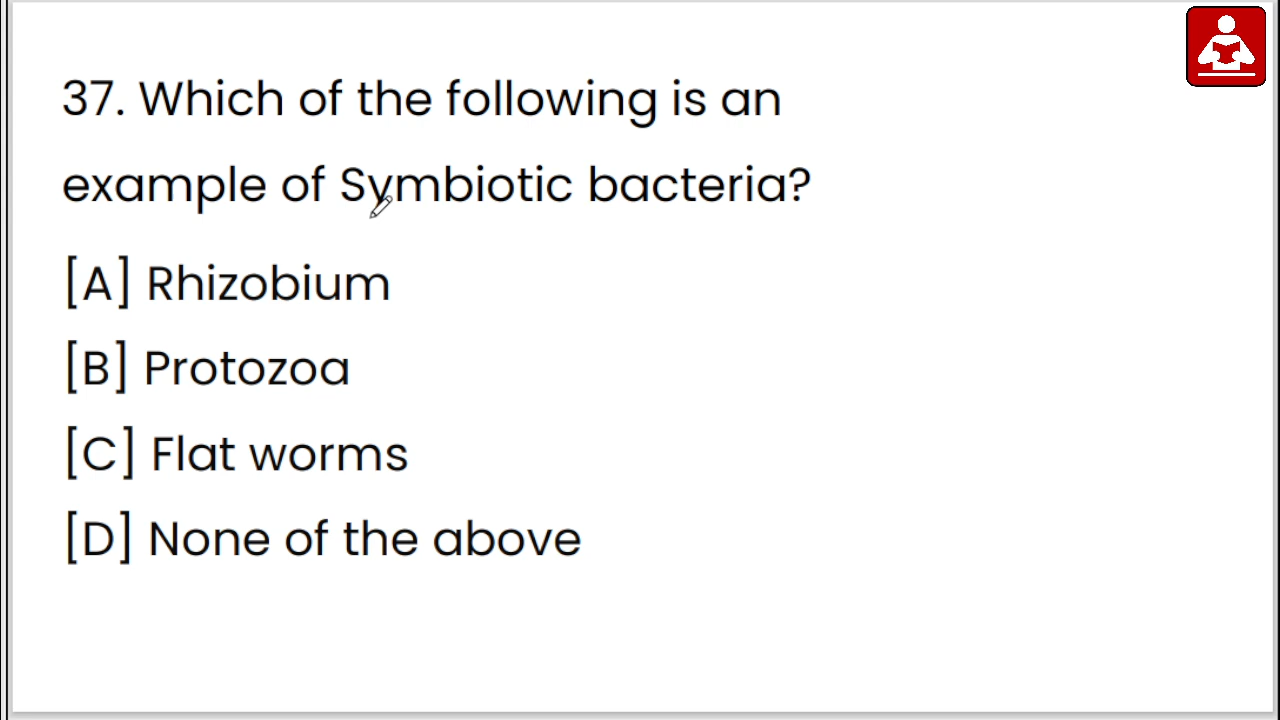 37. Which of the following is an
example of Symbiotic bacteria?
[A] Rhizobium
[B] Protozoa
[C] Flat worms
[D] None of the above